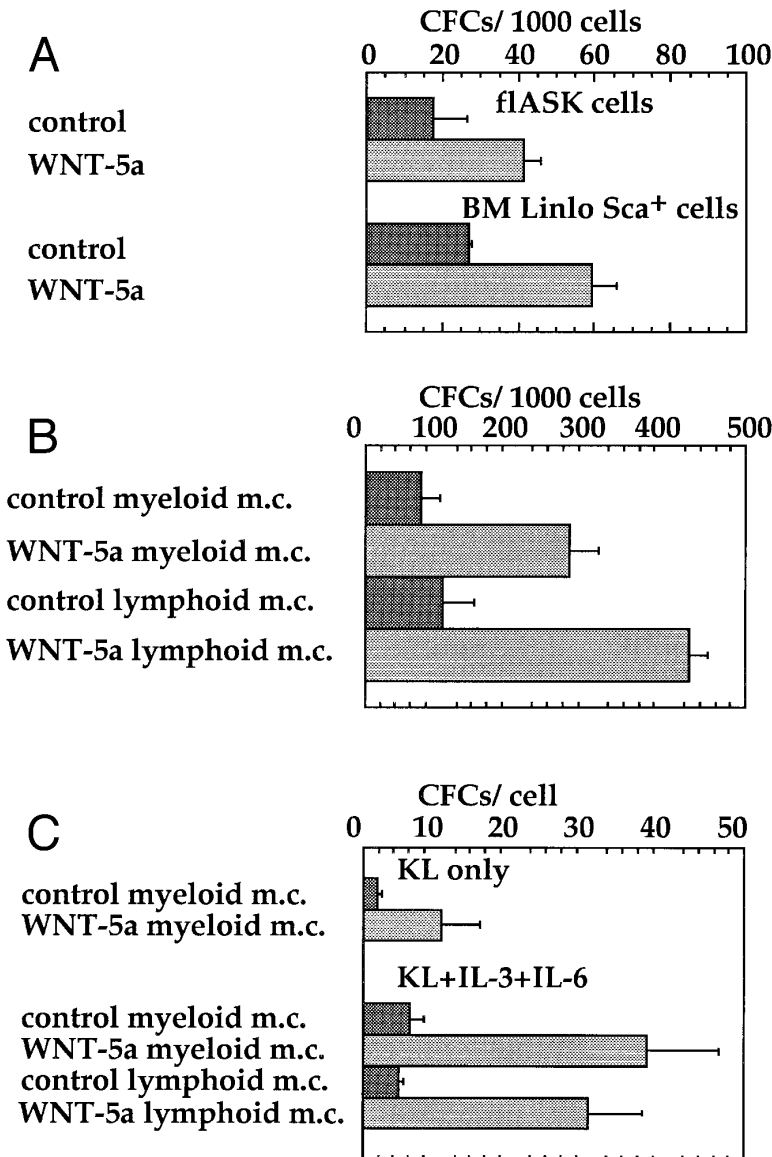 A
CFCs/ 1000 cells
0 20 40 60 80 100
flASK cells
control
WNT-5a
BM Linlo Sca+ cells
control
WNT-5a
B
CFCs/ 1000 cells
0 100 200 300 400 500
control myeloid m.c.
WNT-5a myeloid m.c.
control lymphoid m.c.
WNT-5a lymphoid m.c.
C
CFCs/ cell
0 10 20 30 40 50
KL only
control myeloid m.c.
WNT-5a myeloid m.c.
KL+IL-3+IL-6
control myeloid m.c.
WNT-5a myeloid m.c.
control lymphoid m.c.
WNT-5a lymphoid m.c.